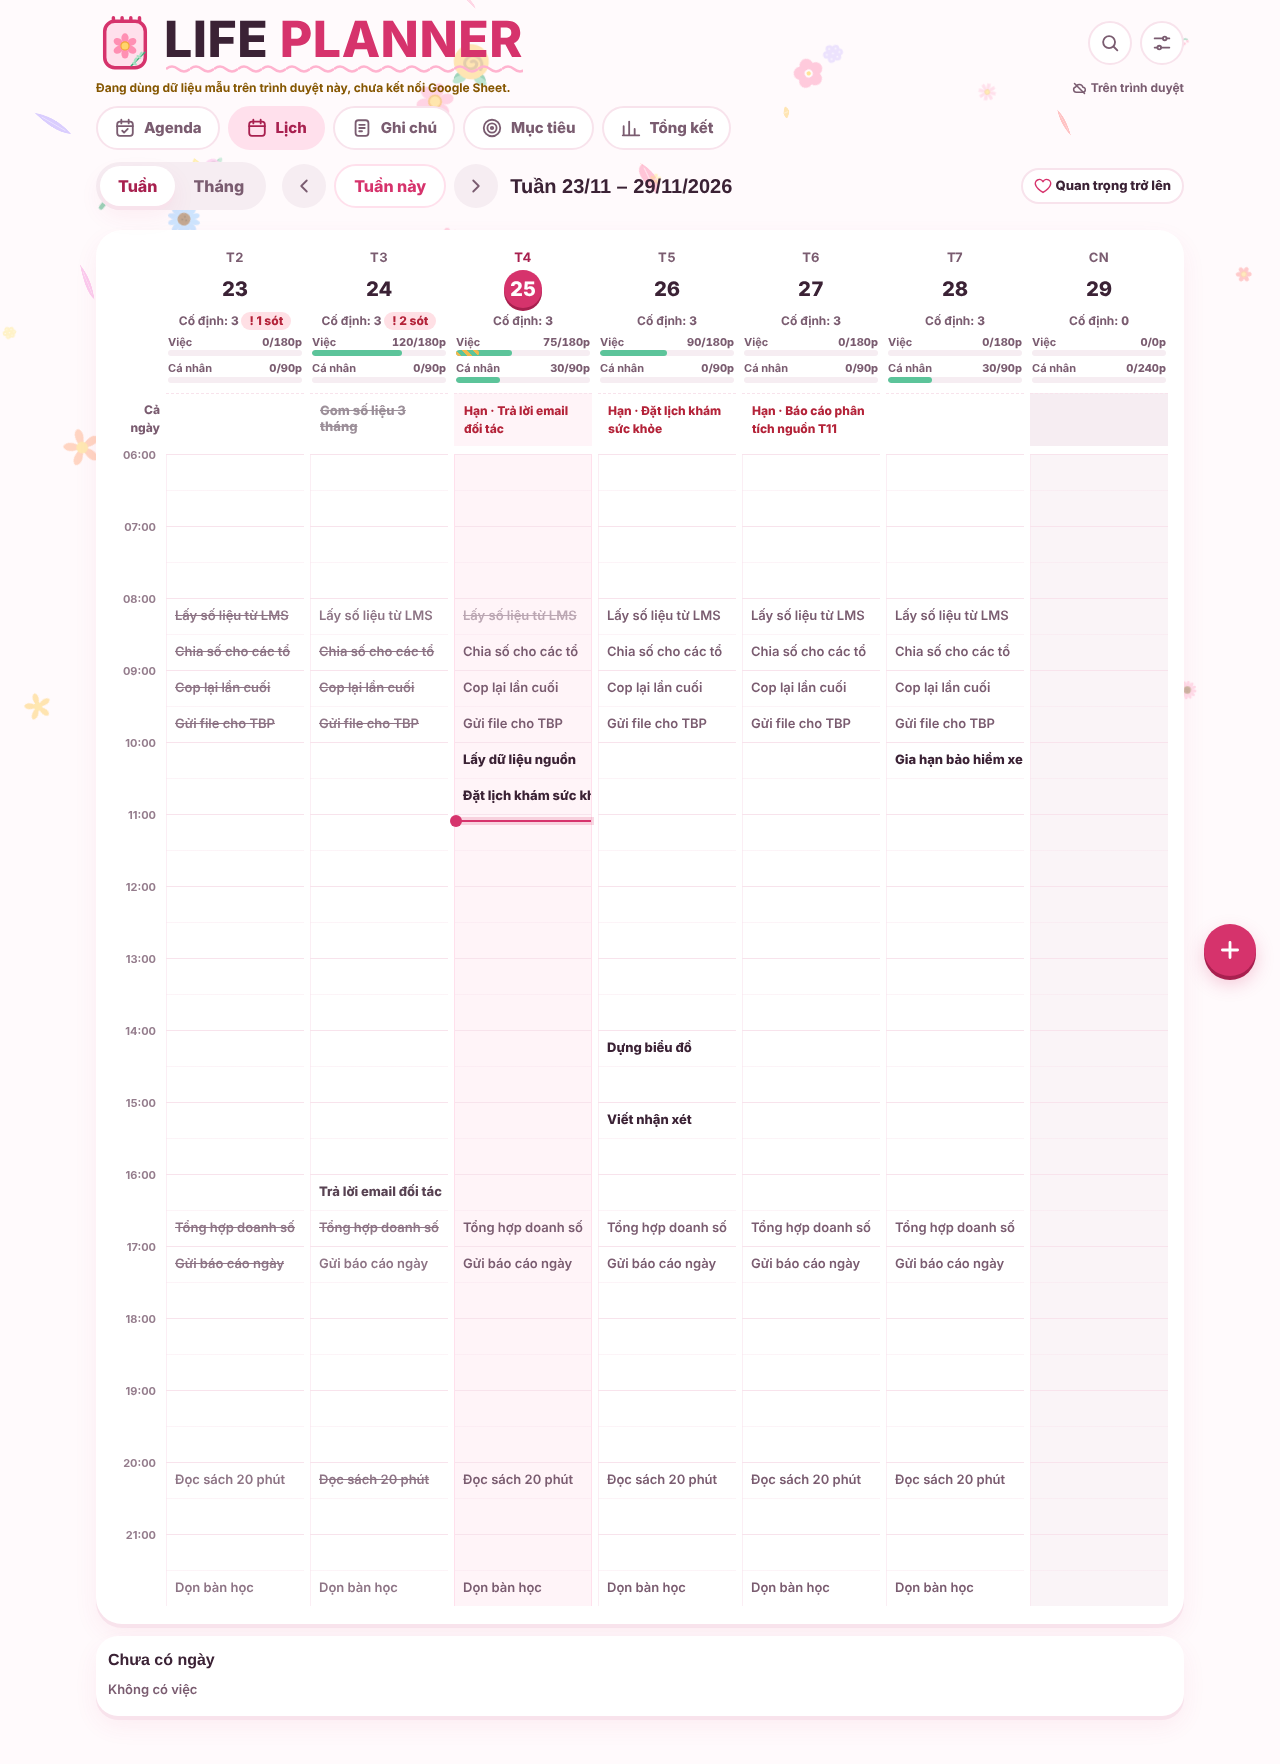 LIFE PLANNER
Đang dùng dữ liệu mẫu trên trình duyệt này, chưa kết nối Google Sheet.
Trên trình duyệt
Agenda
Lịch
Ghi chú
Mục tiêu
Tổng kết
Tuần
Tháng
Tuần này
Tuần 23/11 – 29/11/2026
Quan trọng trở lên
T2 T3 T4 T5 T6 T7 CN
23 24 25 26 27 28 29
Cố định: 3 ! 1 sót Cố định: 3 ! 2 sót Cố định: 3 Cố định: 3 Cố định: 3 Cố định: 3 Cố định: 0
Việc 0/180p Việc 120/180p Việc 75/180p Việc 90/180p Việc 0/180p Việc 0/180p Việc 0/0p
Cá nhân 0/90p Cá nhân 0/90p Cá nhân 30/90p Cá nhân 0/90p Cá nhân 0/90p Cá nhân 30/90p Cá nhân 0/240p
Cả
ngày
Gom số liệu 3
tháng
Hạn · Trả lời email
đối tác
Hạn · Đặt lịch khám
sức khỏe
Hạn · Báo cáo phân
tích nguồn T11
06:00
07:00
08:00
Lấy số liệu từ LMS Lấy số liệu từ LMS Lấy số liệu từ LMS Lấy số liệu từ LMS Lấy số liệu từ LMS Lấy số liệu từ LMS
Chia số cho các tổ Chia số cho các tổ Chia số cho các tổ Chia số cho các tổ Chia số cho các tổ Chia số cho các tổ
09:00
Cop lại lần cuối Cop lại lần cuối Cop lại lần cuối Cop lại lần cuối Cop lại lần cuối Cop lại lần cuối
Gửi file cho TBP Gửi file cho TBP Gửi file cho TBP Gửi file cho TBP Gửi file cho TBP Gửi file cho TBP
10:00
Lấy dữ liệu nguồn Gia hạn bảo hiểm xe
Đặt lịch khám sức kh
11:00
12:00
13:00
14:00
Dựng biểu đồ
15:00
Viết nhận xét
16:00
Trả lời email đối tác
Tổng hợp doanh số Tổng hợp doanh số Tổng hợp doanh số Tổng hợp doanh số Tổng hợp doanh số Tổng hợp doanh số
17:00
Gửi báo cáo ngày Gửi báo cáo ngày Gửi báo cáo ngày Gửi báo cáo ngày Gửi báo cáo ngày Gửi báo cáo ngày
18:00
19:00
20:00
Đọc sách 20 phút Đọc sách 20 phút Đọc sách 20 phút Đọc sách 20 phút Đọc sách 20 phút Đọc sách 20 phút
21:00
Dọn bàn học Dọn bàn học Dọn bàn học Dọn bàn học Dọn bàn học Dọn bàn học
Chưa có ngày
Không có việc